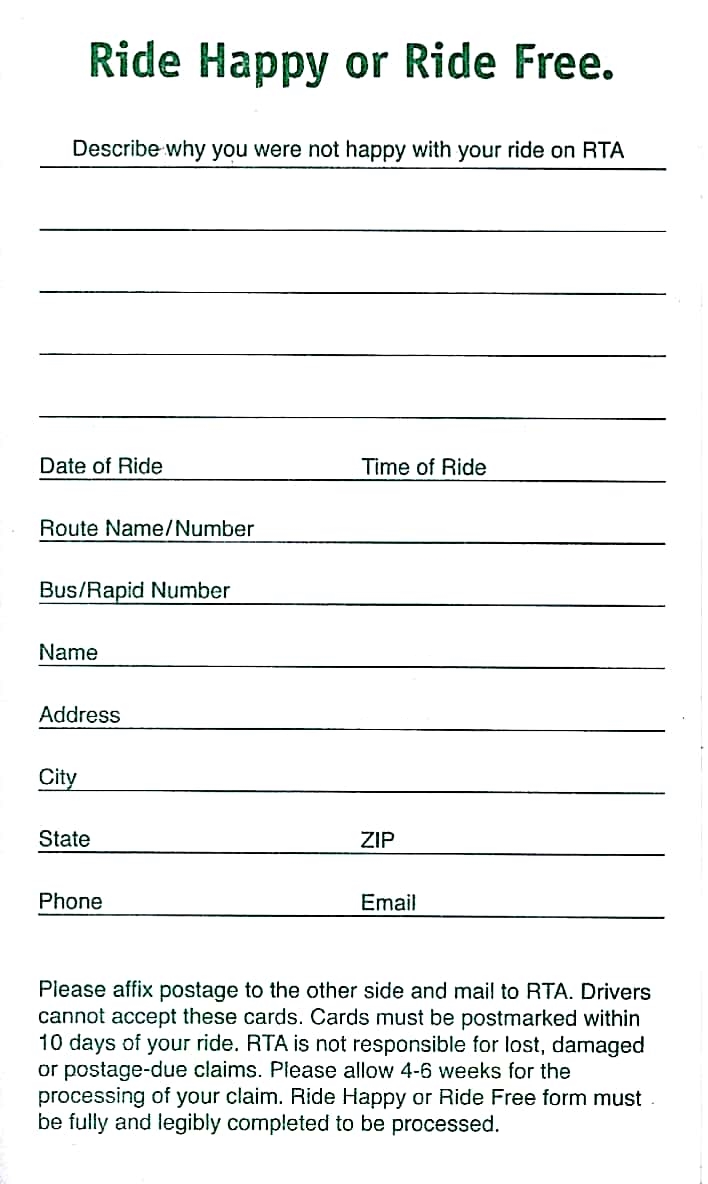 Ride Happy or Ride Free.
Describe why you were not happy with your ride on RTA
Date of Ride Time of Ride
Route Name/Number
Bus/Rapid Number
Name
Address
City
State ZIP
Phone Email
Please affix postage to the other side and mail to RTA. Drivers
cannot accept these cards. Cards must be postmarked within
10 days of your ride. RTA is not responsible for lost, damaged
or postage-due claims. Please allow 4-6 weeks for the
processing of your claim. Ride Happy or Ride Free form must
be fully and legibly completed to be processed.